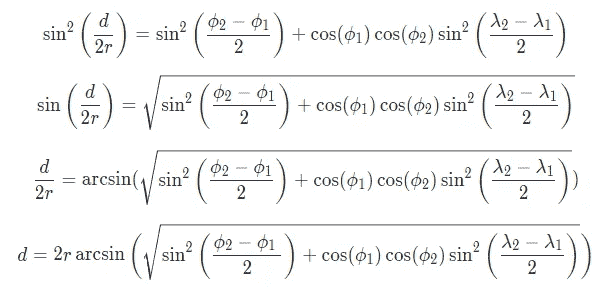 sin²(d/2r) = sin²((ϕ₂ − ϕ₁)/2) + cos(ϕ₁) cos(ϕ₂) sin²((λ₂ − λ₁)/2)
sin(d/2r) = √(sin²((ϕ₂ − ϕ₁)/2) + cos(ϕ₁) cos(ϕ₂) sin²((λ₂ − λ₁)/2))
d/2r = arcsin(√(sin²((ϕ₂ − ϕ₁)/2) + cos(ϕ₁) cos(ϕ₂) sin²((λ₂ − λ₁)/2)))
d = 2r arcsin(√(sin²((ϕ₂ − ϕ₁)/2) + cos(ϕ₁) cos(ϕ₂) sin²((λ₂ − λ₁)/2)))